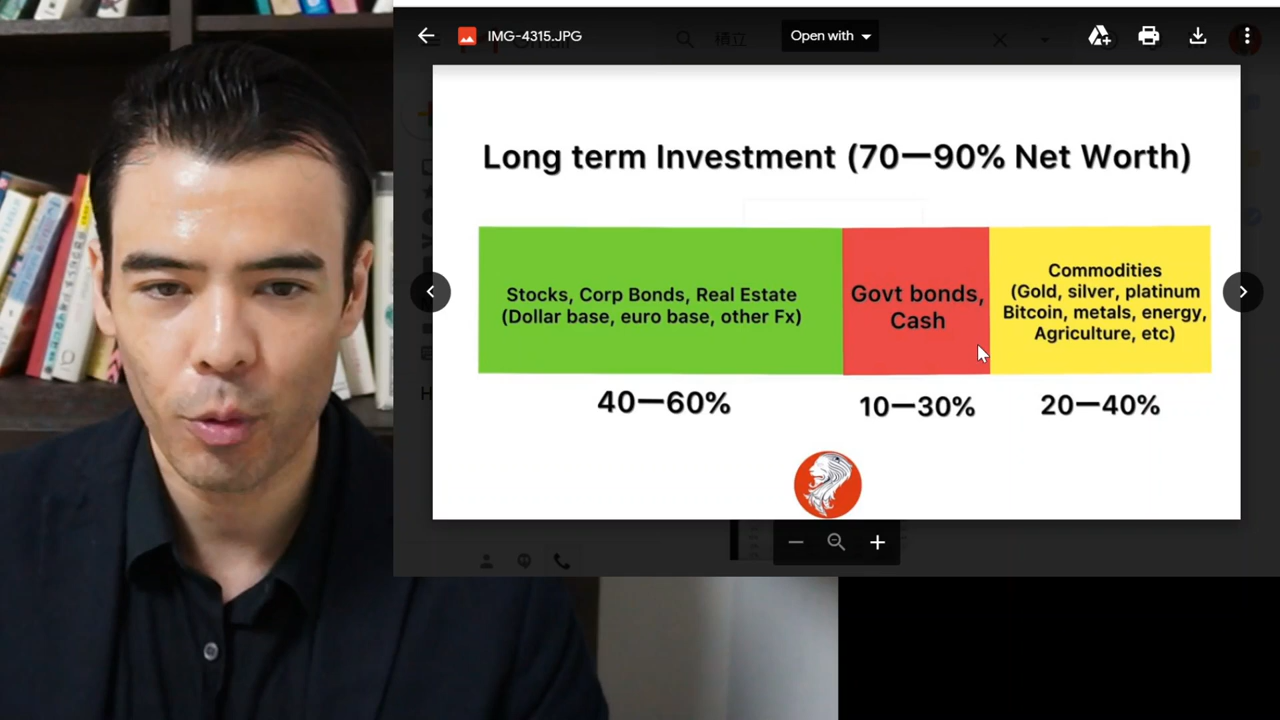 IMG-4315.JPG
Open with
Long term Investment (70—90% Net Worth)
Stocks, Corp Bonds, Real Estate
(Dollar base, euro base, other Fx)
Govt bonds,
Cash
Commodities
(Gold, silver, platinum
Bitcoin, metals, energy,
Agriculture, etc)
40—60%
10—30%
20—40%